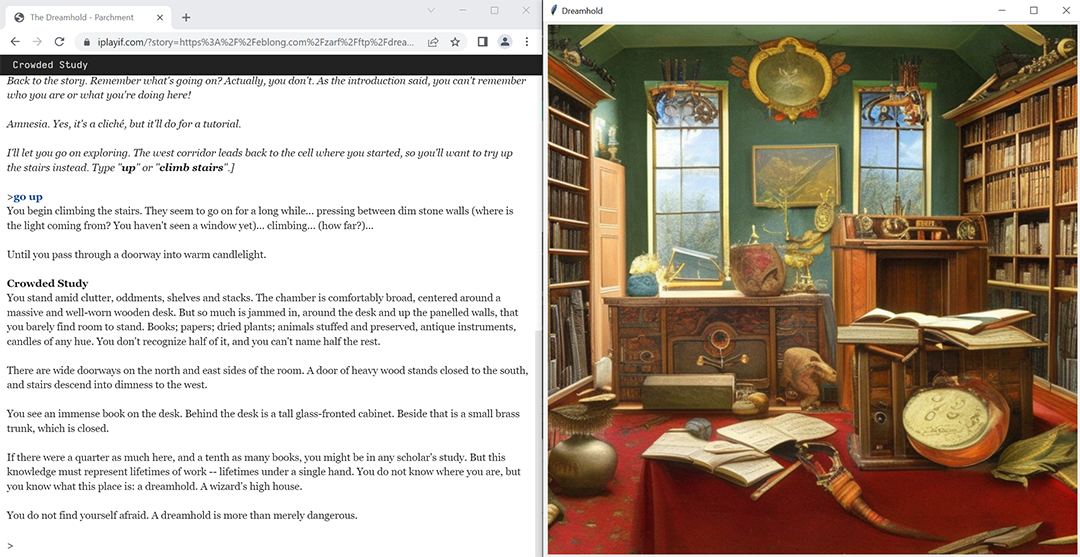 The Dreamhold - Parchment
iplayif.com/?story=https%3A%2F%2Feblong.com%2Fzarf%2Fftp%2Fdrea...
Crowded Study
Back to the story. Remember what's going on? Actually, you don't. As the introduction said, you can't remember
who you are or what you're doing here!
Amnesia. Yes, it's a cliché, but it'll do for a tutorial.
I'll let you go on exploring. The west corridor leads back to the cell where you started, so you'll want to try up
the stairs instead. Type "up" or "climb stairs".]
>go up
You begin climbing the stairs. They seem to go on for a long while... pressing between dim stone walls (where is
the light coming from? You haven't seen a window yet)... climbing... (how far?)...
Until you pass through a doorway into warm candlelight.
Crowded Study
You stand amid clutter, oddments, shelves and stacks. The chamber is comfortably broad, centered around a
massive and well-worn wooden desk. But so much is jammed in, around the desk and up the panelled walls, that
you barely find room to stand. Books; papers; dried plants; animals stuffed and preserved, antique instruments,
candles of any hue. You don't recognize half of it, and you can't name half the rest.
There are wide doorways on the north and east sides of the room. A door of heavy wood stands closed to the south,
and stairs descend into dimness to the west.
You see an immense book on the desk. Behind the desk is a tall glass-fronted cabinet. Beside that is a small brass
trunk, which is closed.
If there were a quarter as much here, and a tenth as many books, you might be in any scholar's study. But this
knowledge must represent lifetimes of work -- lifetimes under a single hand. You do not know where you are, but
you know what this place is: a dreamhold. A wizard's high house.
You do not find yourself afraid. A dreamhold is more than merely dangerous.
>
Dreamhold